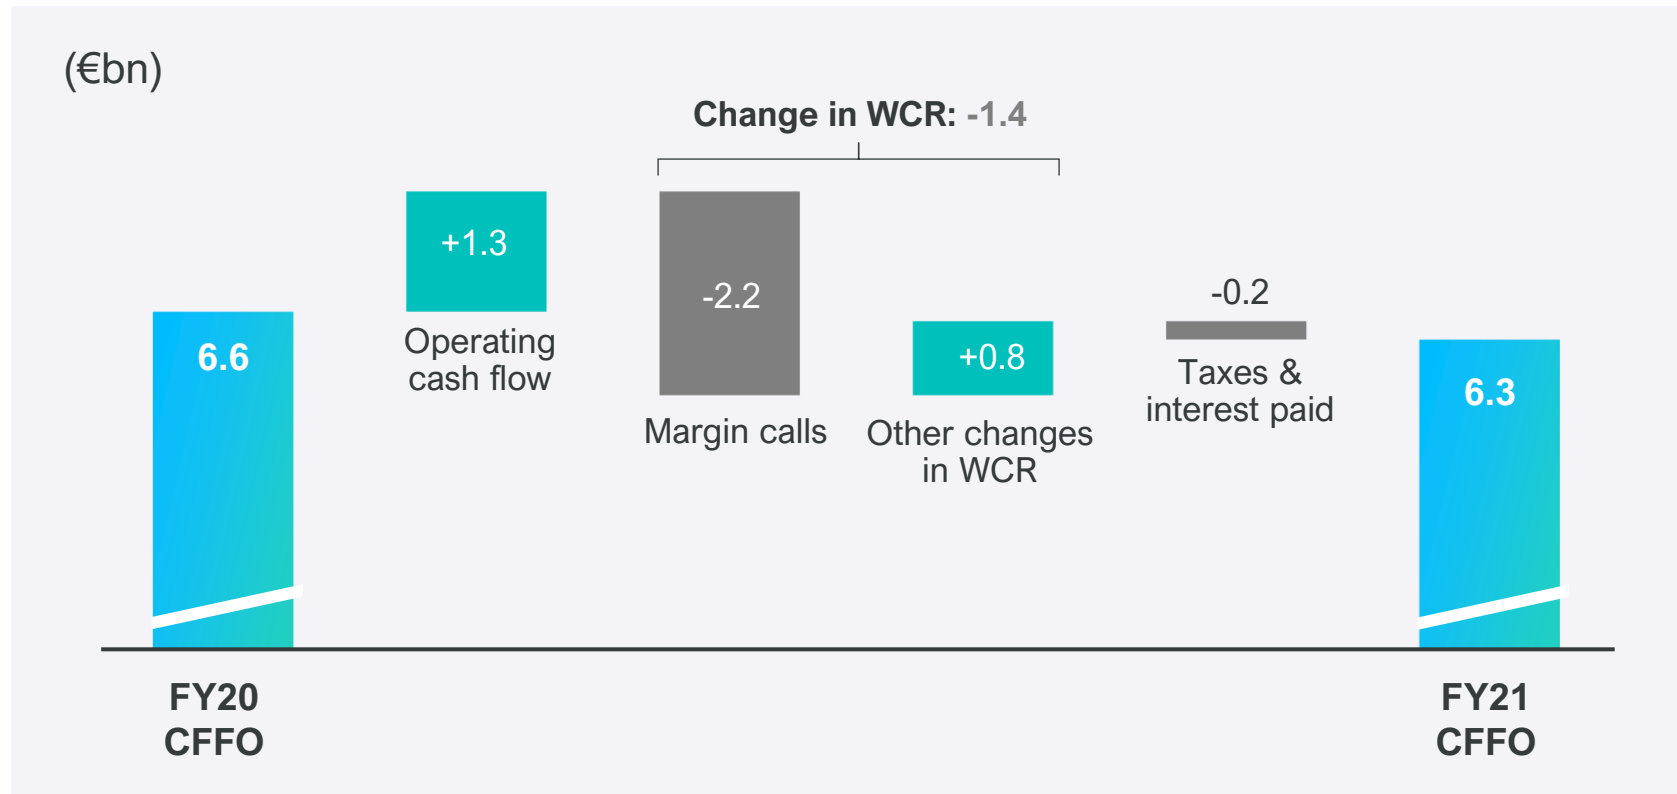 (€bn)
Change in WCR: -1.4
6.6
+1.3
Operating
cash flow
-2.2
Margin calls
+0.8
Other changes
in WCR
-0.2
Taxes &
interest paid
6.3
FY20
CFFO
FY21
CFFO